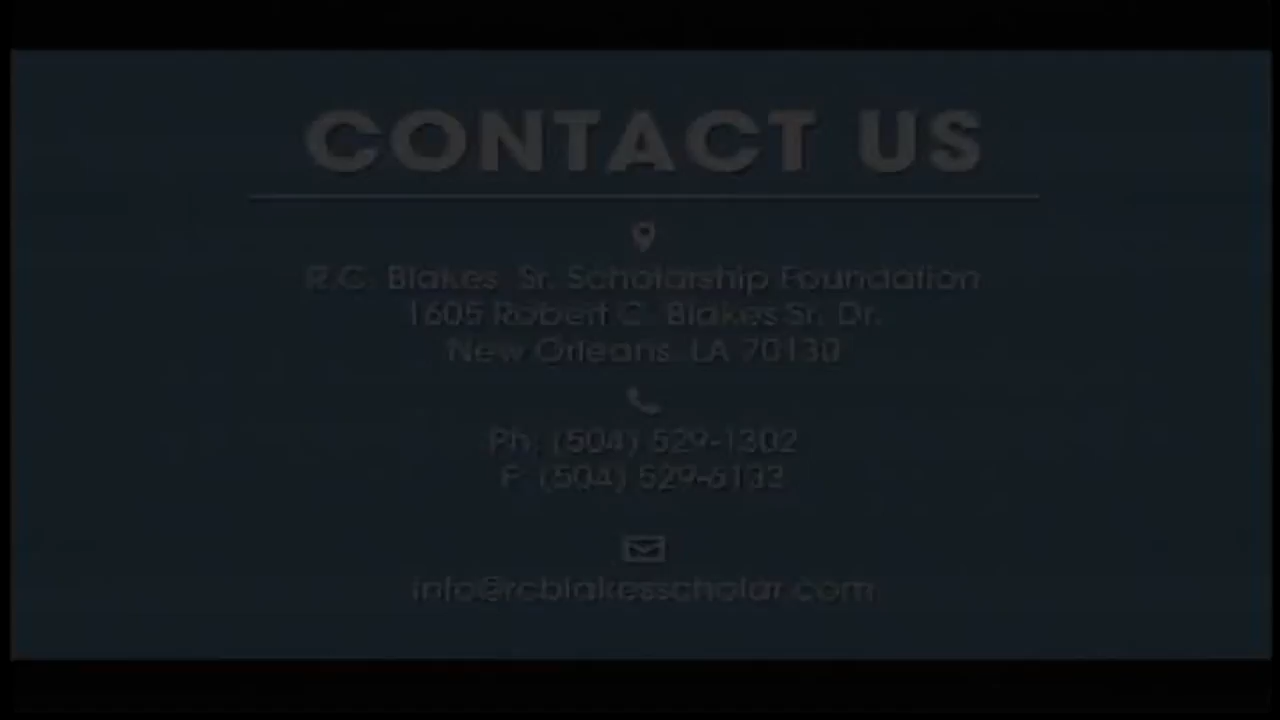 CONTACT US
R.C. Blakes, Sr. Scholarship Foundation
1605 Robert C. Blakes Sr. Dr.
New Orleans, LA 70130
Ph: (504) 529-1302
F: (504) 529-6133
info@rcblakesscholar.com